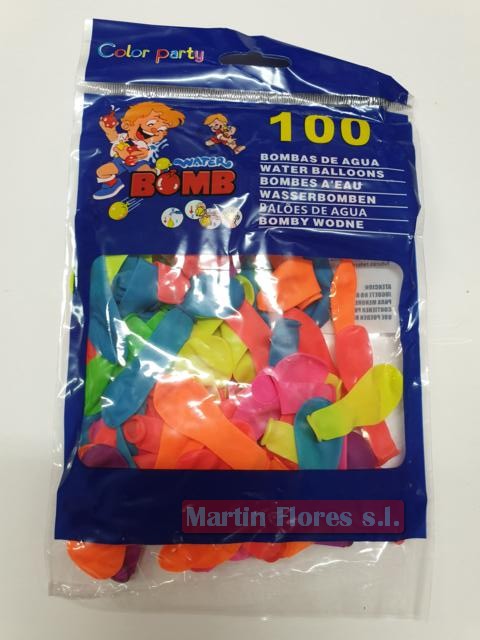 Color party
100
WATER
BOMB
BOMBAS DE AGUA
WATER BALLOONS
BOMBES A'EAU
WASSERBOMBEN
BALÕES DE AGUA
BOMBY WODNE
ATENCION
Martin Flores s.l.